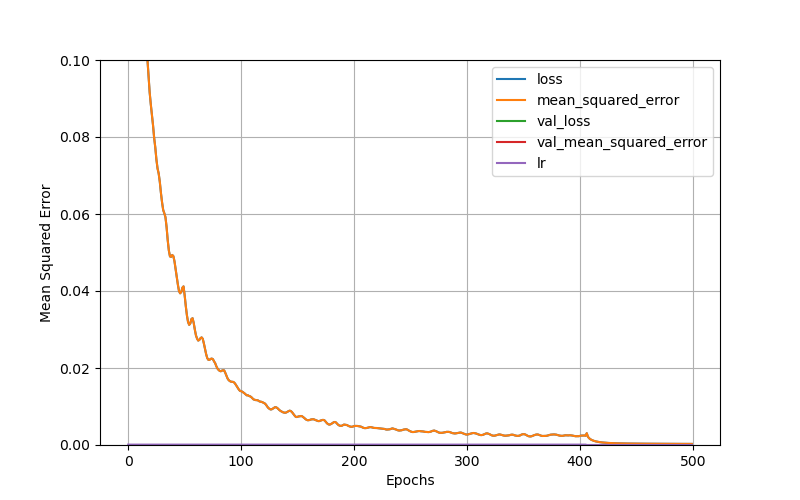 0.10
0.08
0.06
0.04
0.02
0.00
Mean Squared Error
loss
mean_squared_error
val_loss
val_mean_squared_error
lr
0 100 200 300 400 500
Epochs